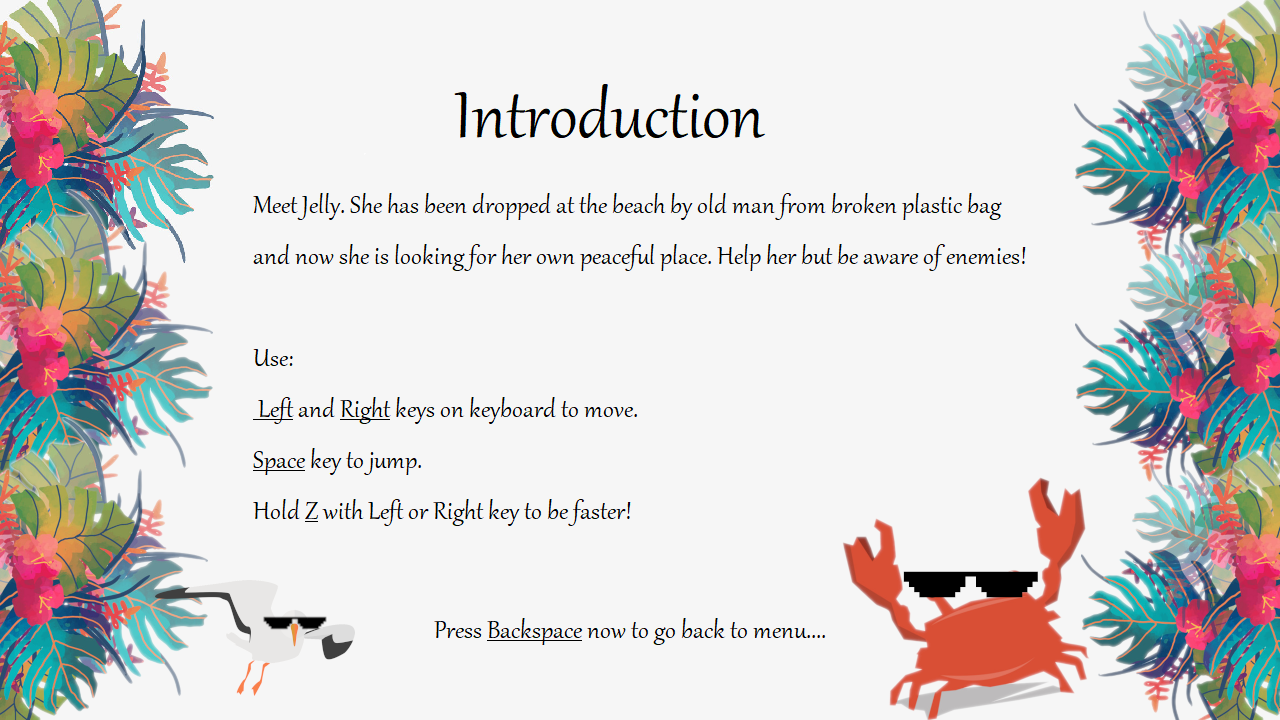 Introduction
Meet Jelly. She has been dropped at the beach by old man from broken plastic bag
and now she is looking for her own peaceful place. Help her but be aware of enemies!
Use:
Left and Right keys on keyboard to move.
Space key to jump.
Hold Z with Left or Right key to be faster!
Press Backspace now to go back to menu....